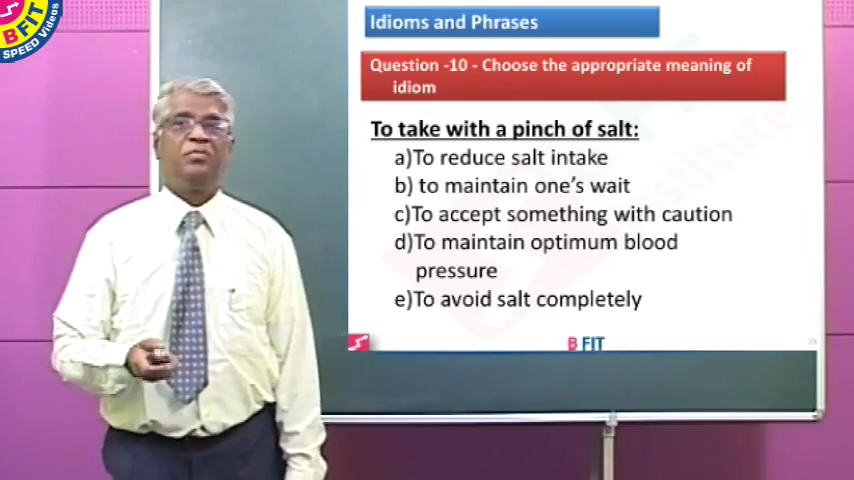 BFIT
SPEED Videos
Idioms and Phrases
Question -10 - Choose the appropriate meaning of
idiom
To take with a pinch of salt:
a)To reduce salt intake
b) to maintain one's wait
c)To accept something with caution
d)To maintain optimum blood
pressure
e)To avoid salt completely
B FIT